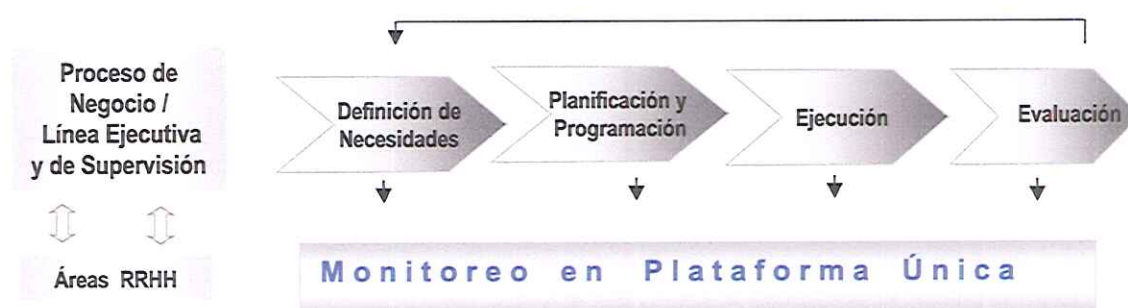 Proceso de
Negocio /
Línea Ejecutiva
y de Supervisión
Áreas RRHH
Definición de
Necesidades
Planificación y
Programación
Ejecución
Evaluación
Monitoreo en Plataforma Única